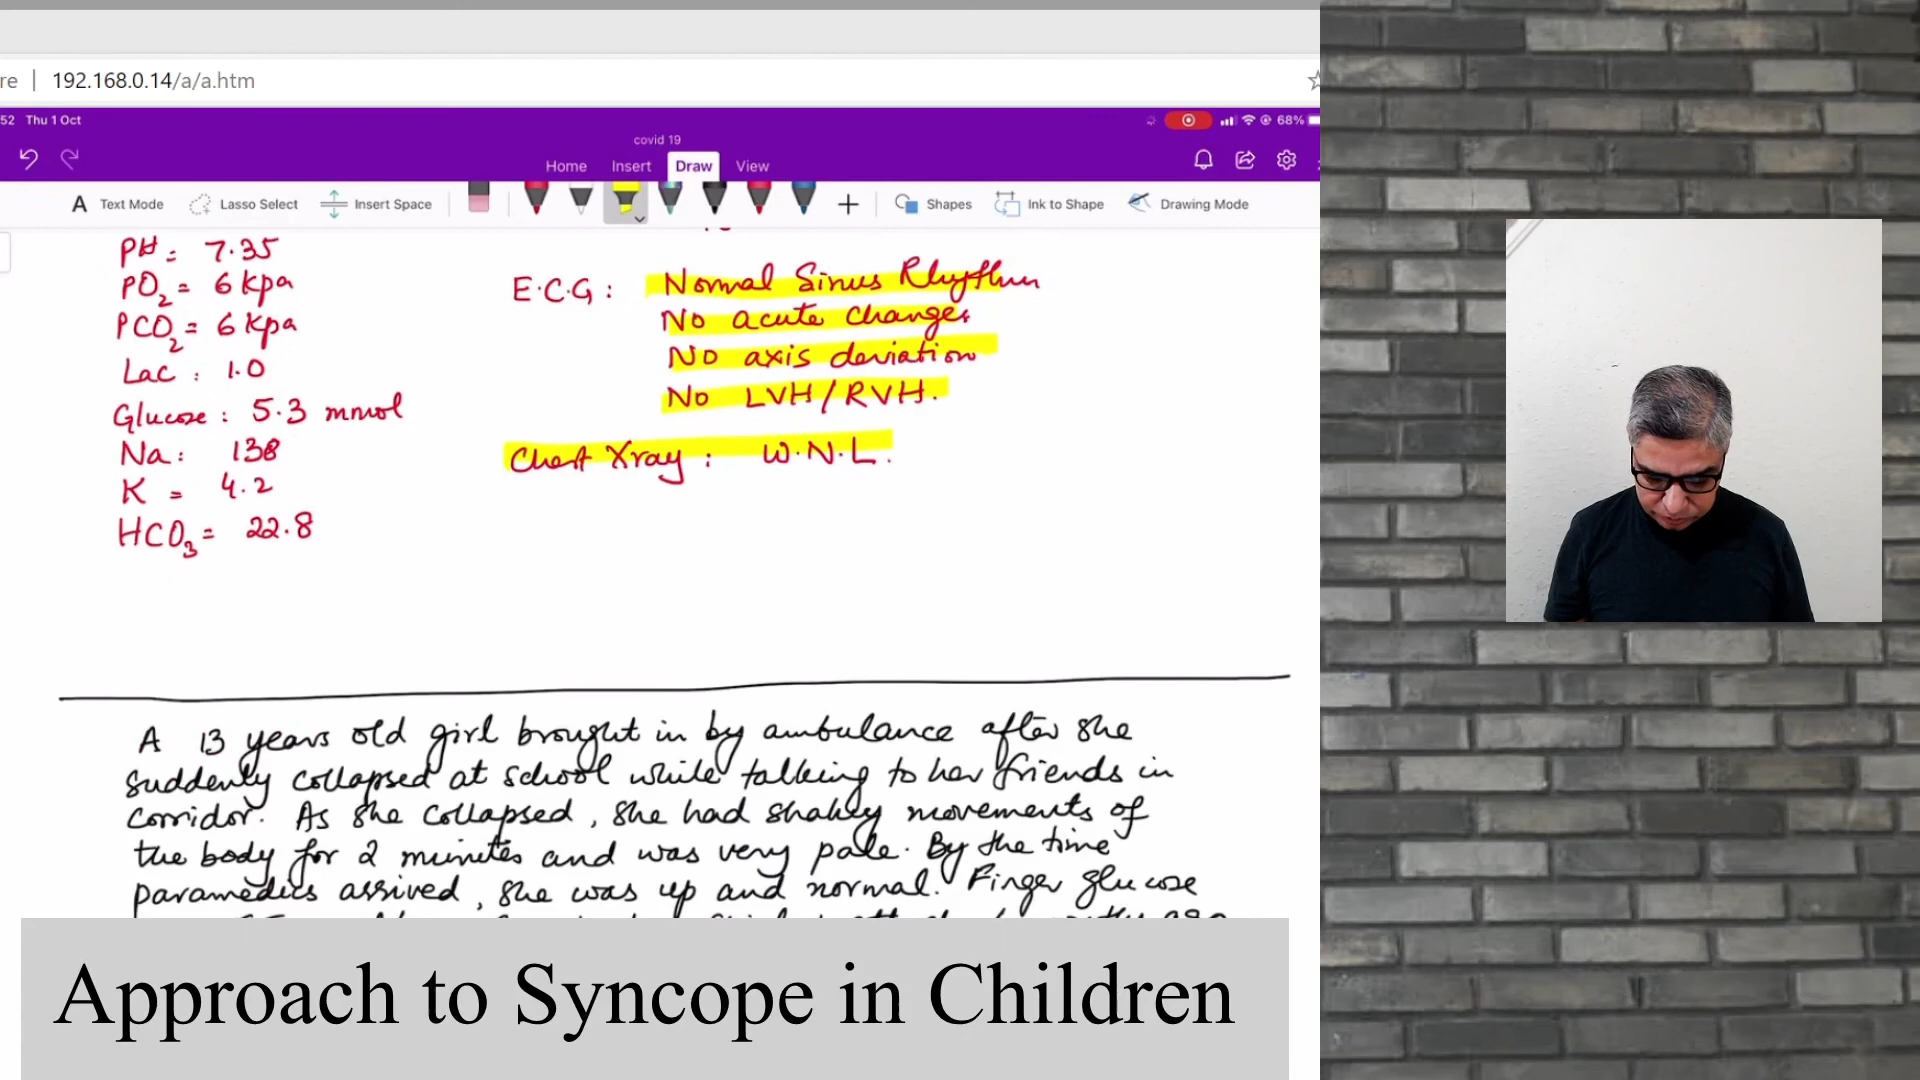 re | 192.168.0.14/a/a.htm
52 Thu 1 Oct
68%
covid 19
Home Insert Draw View
A Text Mode Lasso Select Insert Space + Shapes Ink to Shape Drawing Mode
PH = 7.35
PO2 = 6 kpa
PCO2 = 6 kpa
Lac : 1.0
Glucose : 5.3 mmol
Na : 138
K = 4.2
HCO3 = 22.8
E.C.G : Normal Sinus Rhythm
No acute changes
No axis deviation
No LVH / RVH.
Chest Xray : W.N.L.
A 13 years old girl brought in by ambulance after she
suddenly collapsed at school while talking to her friends in
corridor. As she collapsed, she had shaky movements of
the body for 2 minutes and was very pale. By the time
paramedics arrived, she was up and normal. Finger glucose
Approach to Syncope in Children